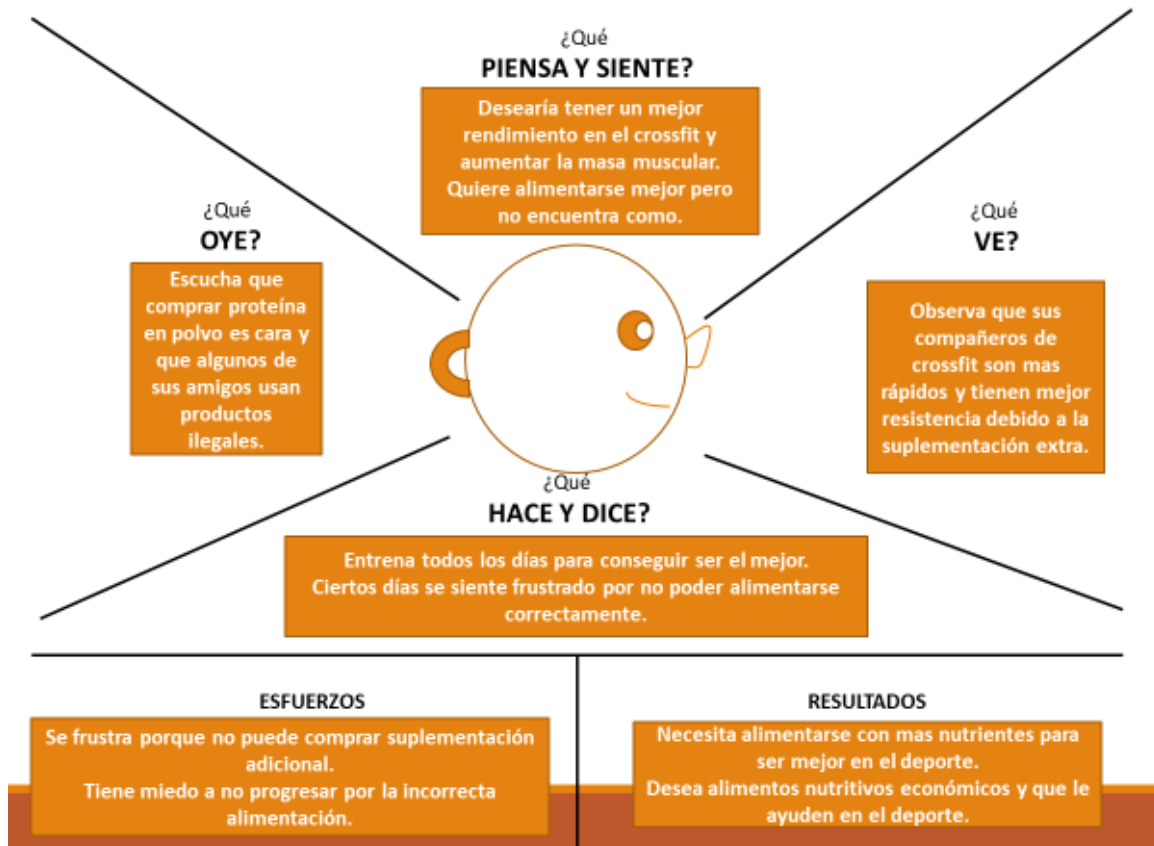 ¿Qué
PIENSA Y SIENTE?
Desearía tener un mejor
rendimiento en el crossfit y
aumentar la masa muscular.
Quiere alimentarse mejor pero
no encuentra como.
¿Qué
OYE?
Escucha que
comprar proteína
en polvo es cara y
que algunos de
sus amigos usan
productos
ilegales.
¿Qué
VE?
Observa que sus
compañeros de
crossfit son mas
rápidos y tienen mejor
resistencia debido a la
suplementación extra.
¿Qué
HACE Y DICE?
Entrena todos los días para conseguir ser el mejor.
Ciertos días se siente frustrado por no poder alimentarse
correctamente.
ESFUERZOS
Se frustra porque no puede comprar suplementación
adicional.
Tiene miedo a no progresar por la incorrecta
alimentación.
RESULTADOS
Necesita alimentarse con mas nutrientes para
ser mejor en el deporte.
Desea alimentos nutritivos económicos y que le
ayuden en el deporte.